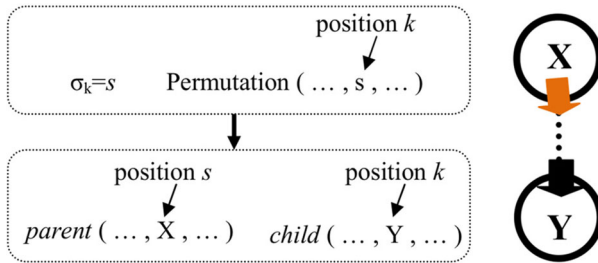 position k
σk=s Permutation ( … , s , … )
position s position k
parent ( … , X , … ) child ( … , Y , … )
X
Y